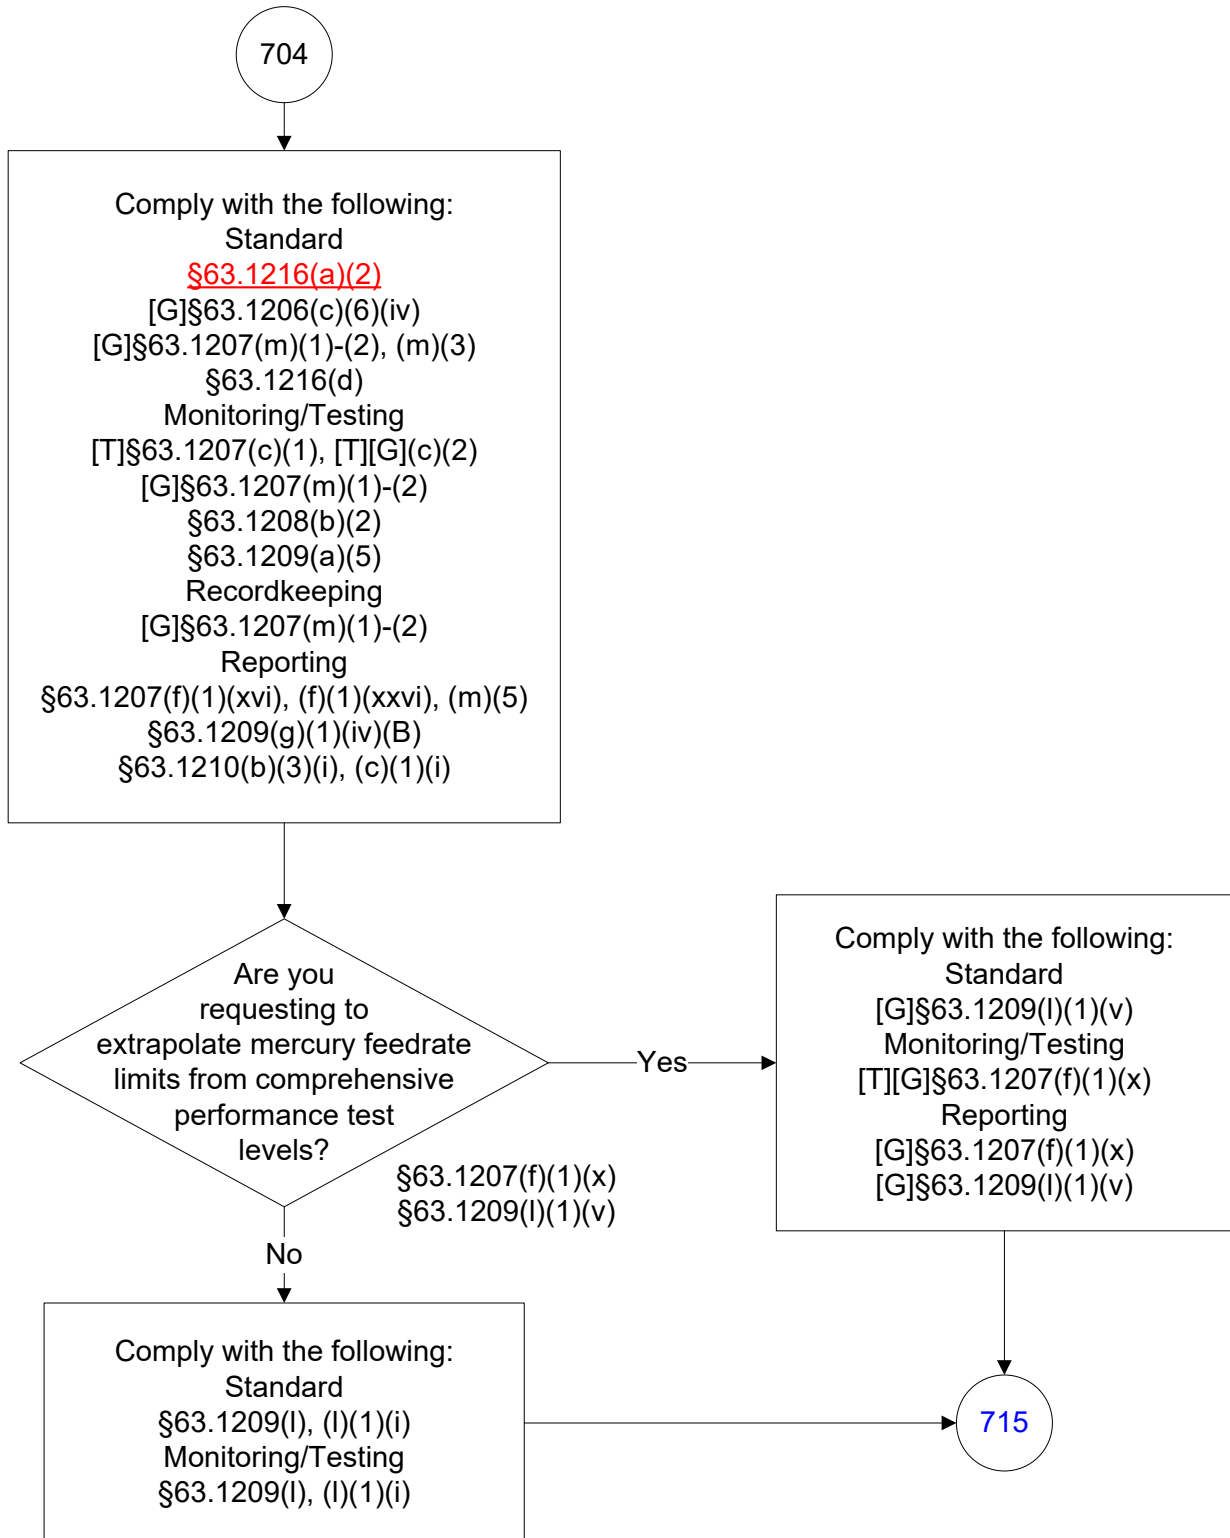 704
Comply with the following:
Standard
§63.1216(a)(2)
[G]§63.1206(c)(6)(iv)
[G]§63.1207(m)(1)-(2), (m)(3)
§63.1216(d)
Monitoring/Testing
[T]§63.1207(c)(1), [T][G](c)(2)
[G]§63.1207(m)(1)-(2)
§63.1208(b)(2)
§63.1209(a)(5)
Recordkeeping
[G]§63.1207(m)(1)-(2)
Reporting
§63.1207(f)(1)(xvi), (f)(1)(xxvi), (m)(5)
§63.1209(g)(1)(iv)(B)
§63.1210(b)(3)(i), (c)(1)(i)
Are you
requesting to
extrapolate mercury feedrate
limits from comprehensive
performance test
levels?
§63.1207(f)(1)(x)
§63.1209(l)(1)(v)
Yes
Comply with the following:
Standard
[G]§63.1209(l)(1)(v)
Monitoring/Testing
[T][G]§63.1207(f)(1)(x)
Reporting
[G]§63.1207(f)(1)(x)
[G]§63.1209(l)(1)(v)
No
Comply with the following:
Standard
§63.1209(l), (l)(1)(i)
Monitoring/Testing
§63.1209(l), (l)(1)(i)
715